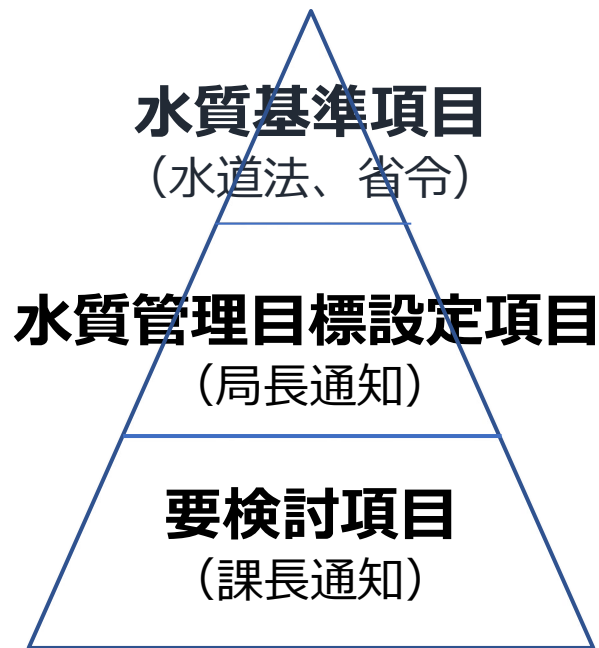 水質基準項目
（水道法、省令）
水質管理目標設定項目
（局長通知）
要検討項目
（課長通知）